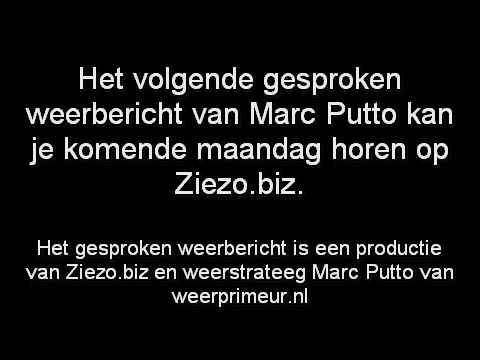 Het volgende gesproken
weerbericht van Marc Putto kan
je komende maandag horen op
Ziezo.biz.
Het gesproken weerbericht is een productie
van Ziezo.biz en weerstrateeg Marc Putto van
weerprimeur.nl